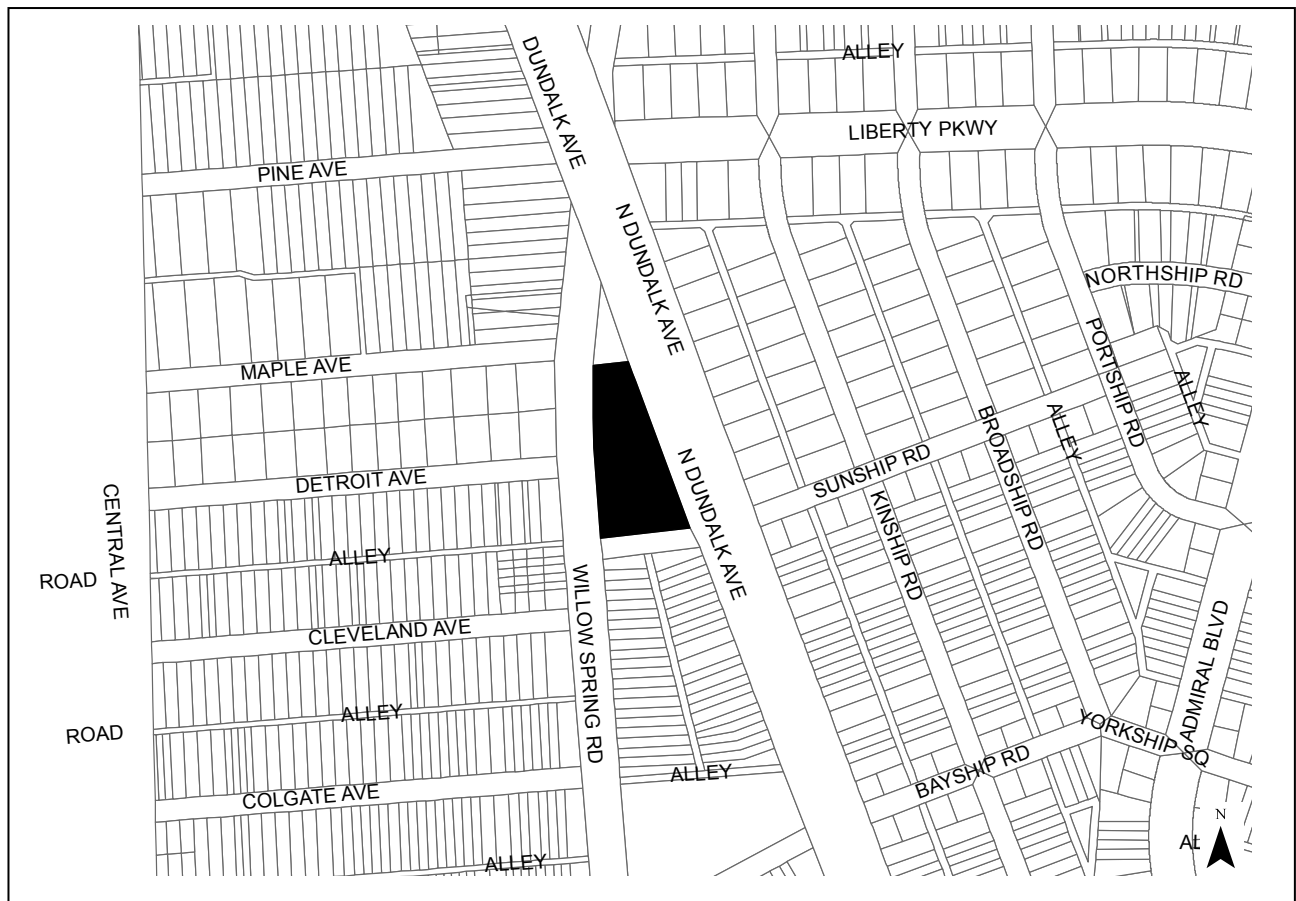 ALLEY
DUNDALK AVE
LIBERTY PKWY
PINE AVE
N DUNDALK AVE
NORTHSHIP RD
MAPLE AVE
PORTSHIP RD
ALLEY
BROADSHIP RD
ALLEY
SUNSHIP RD
DETROIT AVE
N DUNDALK AVE
KINSHIP RD
CENTRAL AVE
ALLEY
ROAD
WILLOW SPRING RD
CLEVELAND AVE
ADMIRAL BLVD
ALLEY
ROAD
YORKSHIP SQ
BAYSHIP RD
ALLEY
COLGATE AVE
N
ALLEY